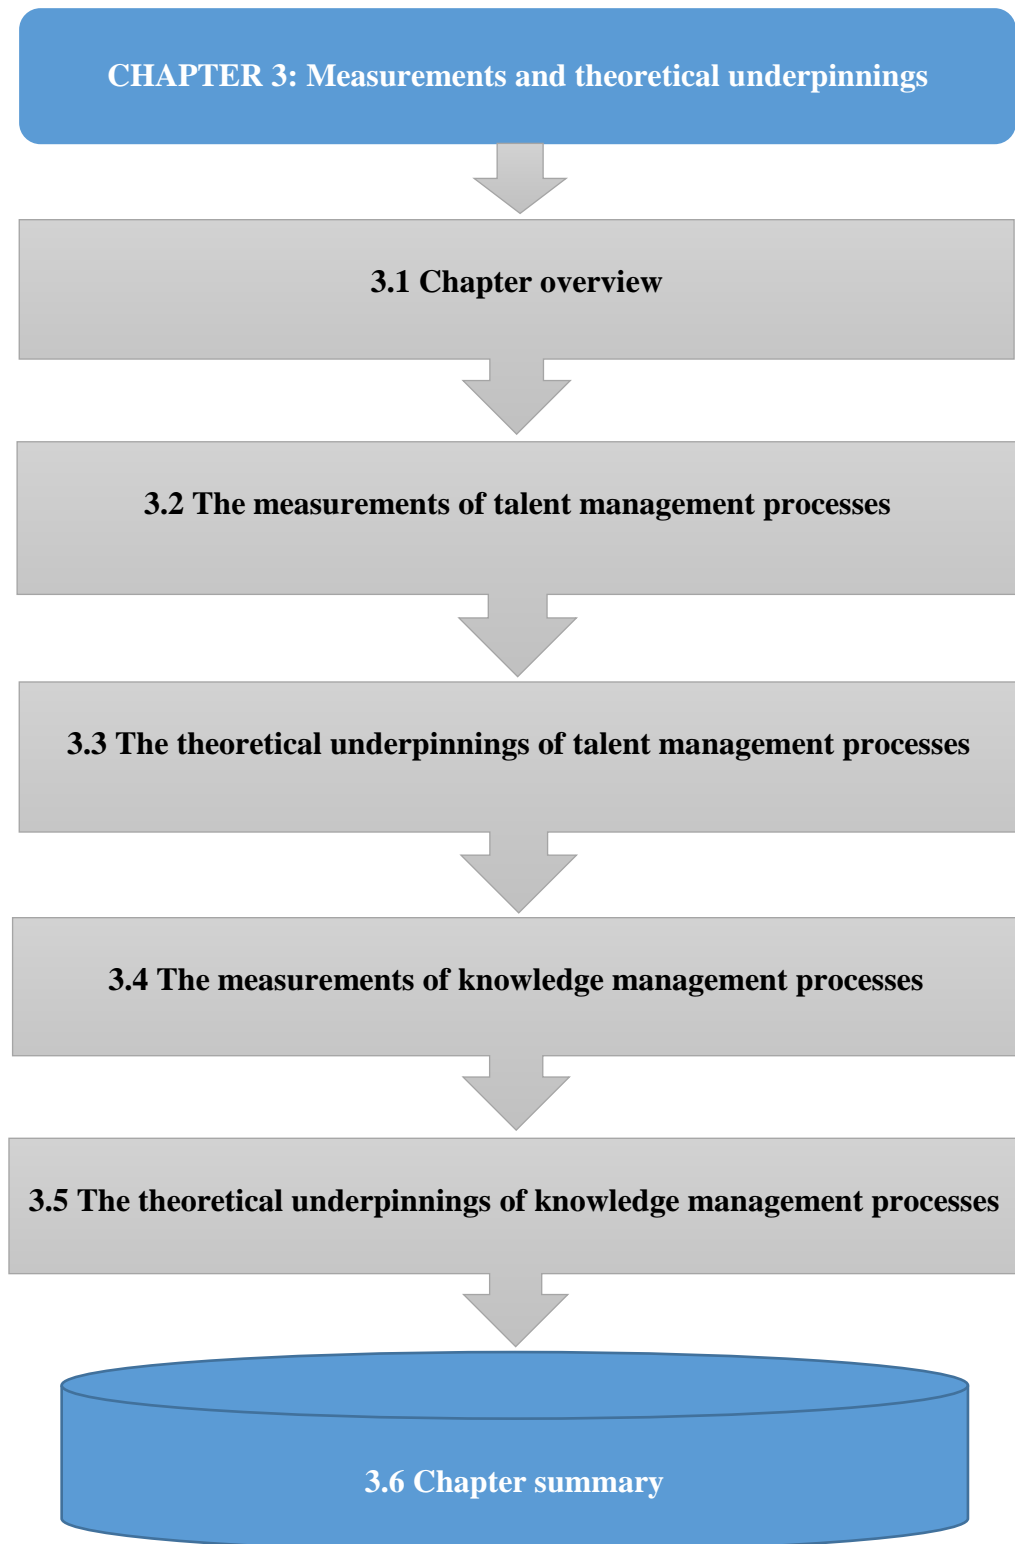 CHAPTER 3: Measurements and theoretical underpinnings
3.1 Chapter overview
3.2 The measurements of talent management processes
3.3 The theoretical underpinnings of talent management processes
3.4 The measurements of knowledge management processes
3.5 The theoretical underpinnings of knowledge management processes
3.6 Chapter summary